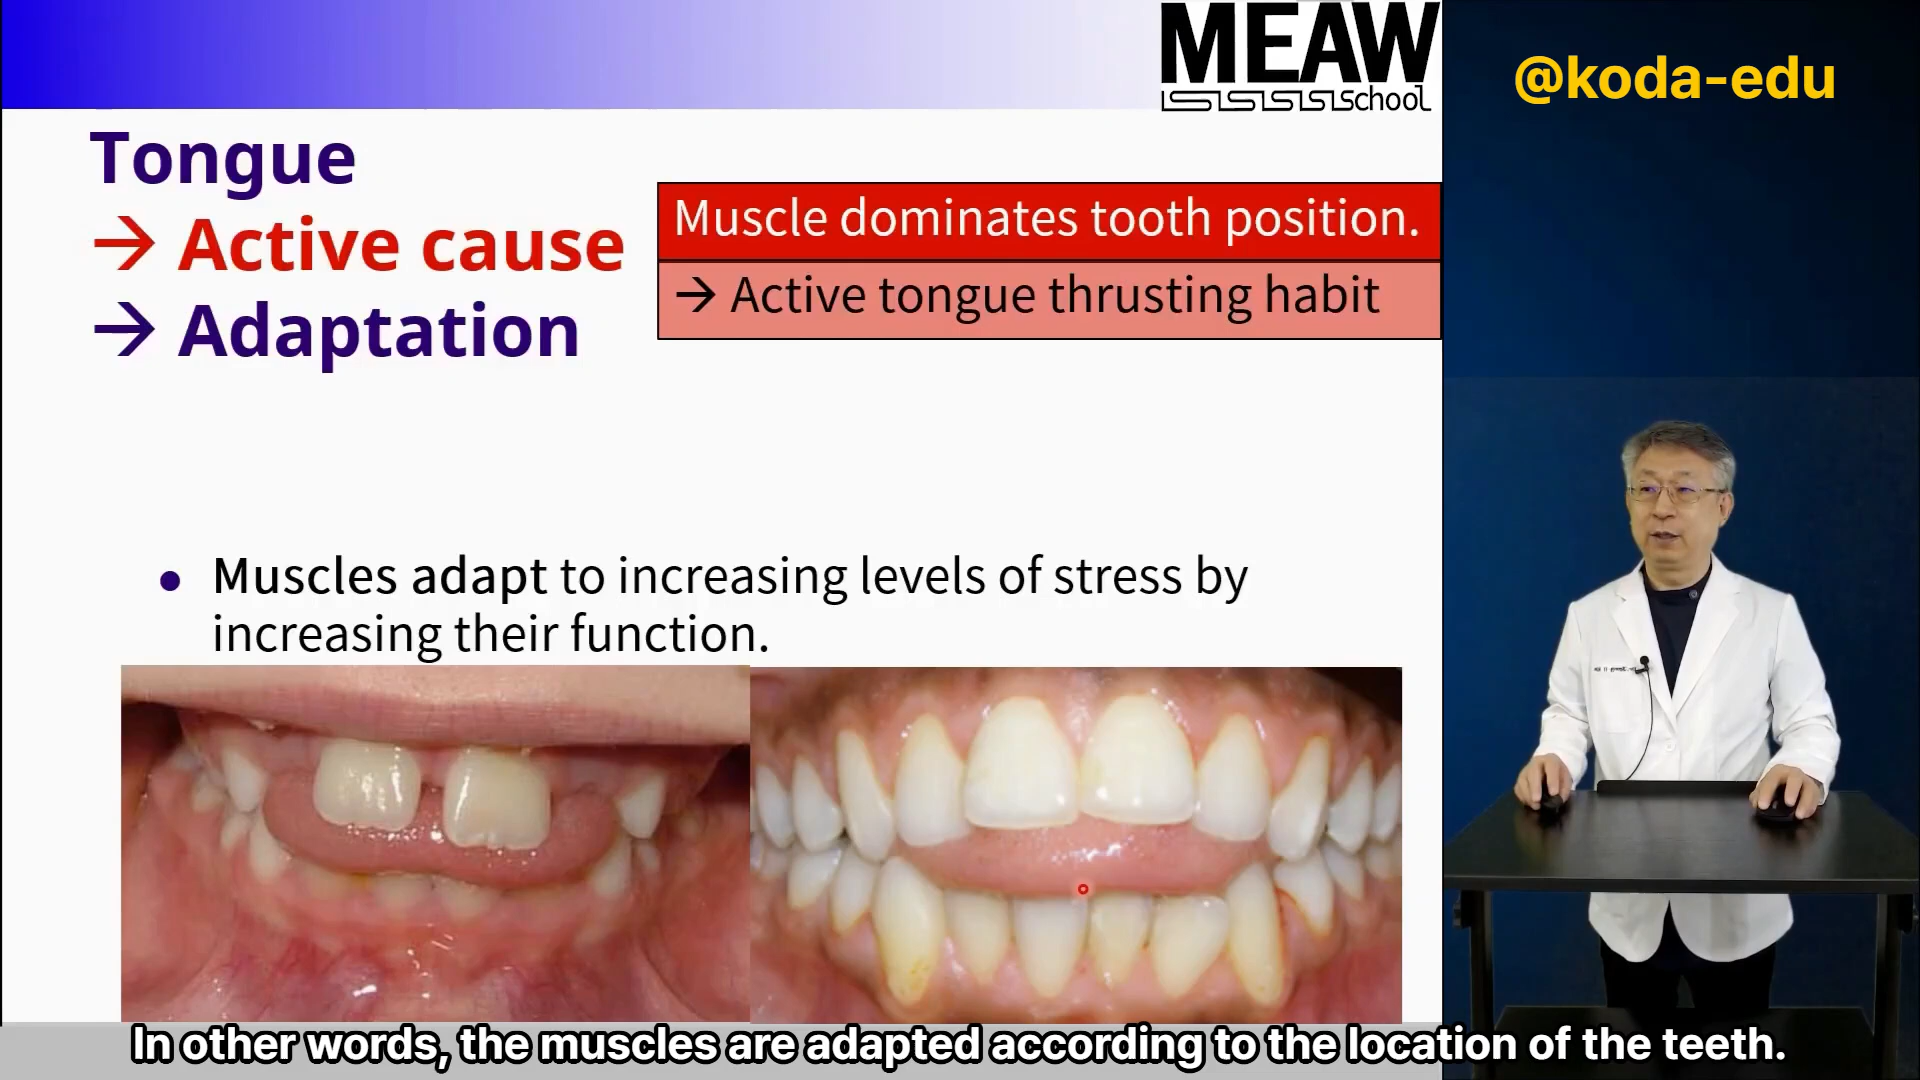 MEAW
school
@koda-edu
Tongue
→ Active cause
→ Adaptation
Muscle dominates tooth position.
→ Active tongue thrusting habit
• Muscles adapt to increasing levels of stress by
increasing their function.
In other words, the muscles are adapted according to the location of the teeth.